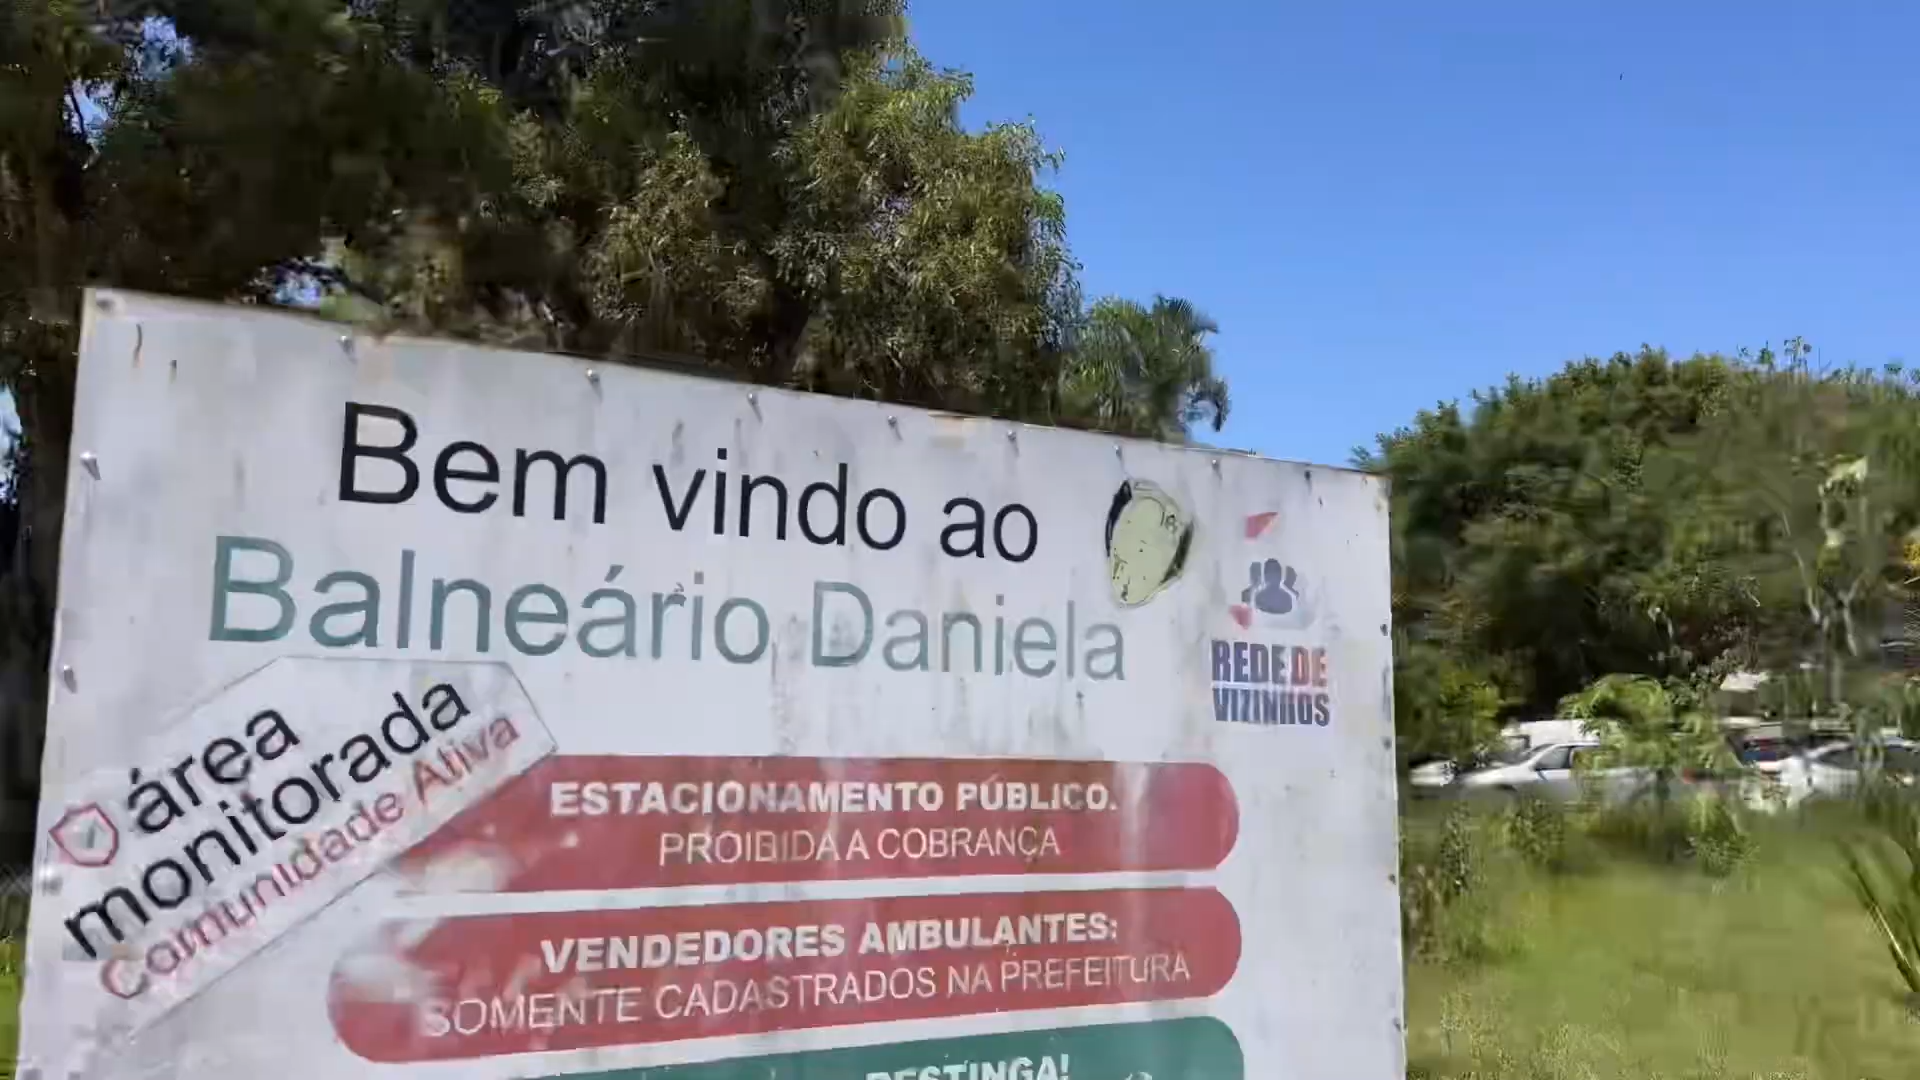 Bem vindo ao
Balneário Daniela
REDE DE
VIZINHOS
área
monitorada
Comunidade Ativa
ESTACIONAMENTO PÚBLICO.
PROIBIDA A COBRANÇA
VENDEDORES AMBULANTES:
SOMENTE CADASTRADOS NA PREFEITURA
RESTINGA!